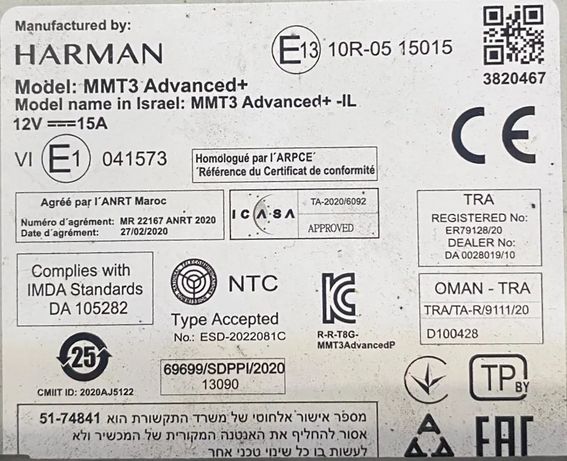 Manufactured by:
HARMAN
E13 10R-05 15015
3820467
Model: MMT3 Advanced+
Model name in Israel: MMT3 Advanced+ -IL
12V 15A
CE
VI E1 041573
Homologué par l´ARPCE´
´Référence du Certificat de conformité
Agréé par l´ANRT Maroc
Numéro d´agrément: MR 22167 ANRT 2020
Date d´agrément: 27/02/2020
ICASA
TA-2020/6092
APPROVED
TRA
REGISTERED No:
ER79128/20
DEALER No:
DA 0028019/10
Complies with
IMDA Standards
DA 105282
NTC
Type Accepted
No.: ESD-2022081C
R-R-T8G-
MMT3AdvancedP
OMAN - TRA
TRA/TA-R/9111/20
D100428
25
CMIIT ID: 2020AJ5122
69699/SDPPI/2020
13090
TP BY
EAC
מספר אישור אלחוטי של משרד התקשורת הוא 51-74841
אסור להחליף את האנטנה המקורית של המכשיר ולא
לעשות בו כל שינוי טכני אחר